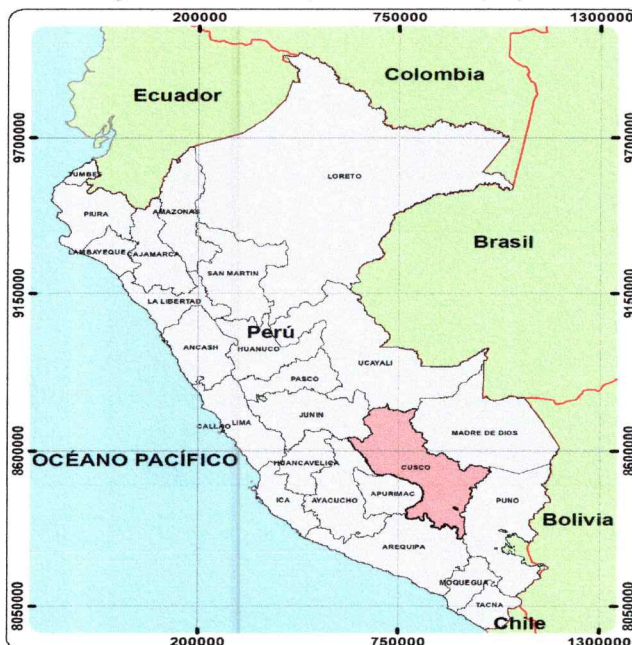 200000 750000 1300000
Colombia
Ecuador
9700000 9700000
LORETO
TUMBES
PIURA
AMAZONAS
Brasil
LAMBAYEQUE
CAJAMARCA
SAN MARTIN
9150000 9150000
LA LIBERTAD
Perú
ANCASH
HUANUCO
UCAYALI
PASCO
JUNIN
CALLAO
LIMA
MADRE DE DIOS
8600000 8600000
OCÉANO PACÍFICO
HUANCAVELICA
CUSCO
ICA
AYACUCHO
APURIMAC
PUNO
Bolivia
AREQUIPA
MOQUEGUA
TACNA
8050000 8050000
Chile
200000 750000 1300000